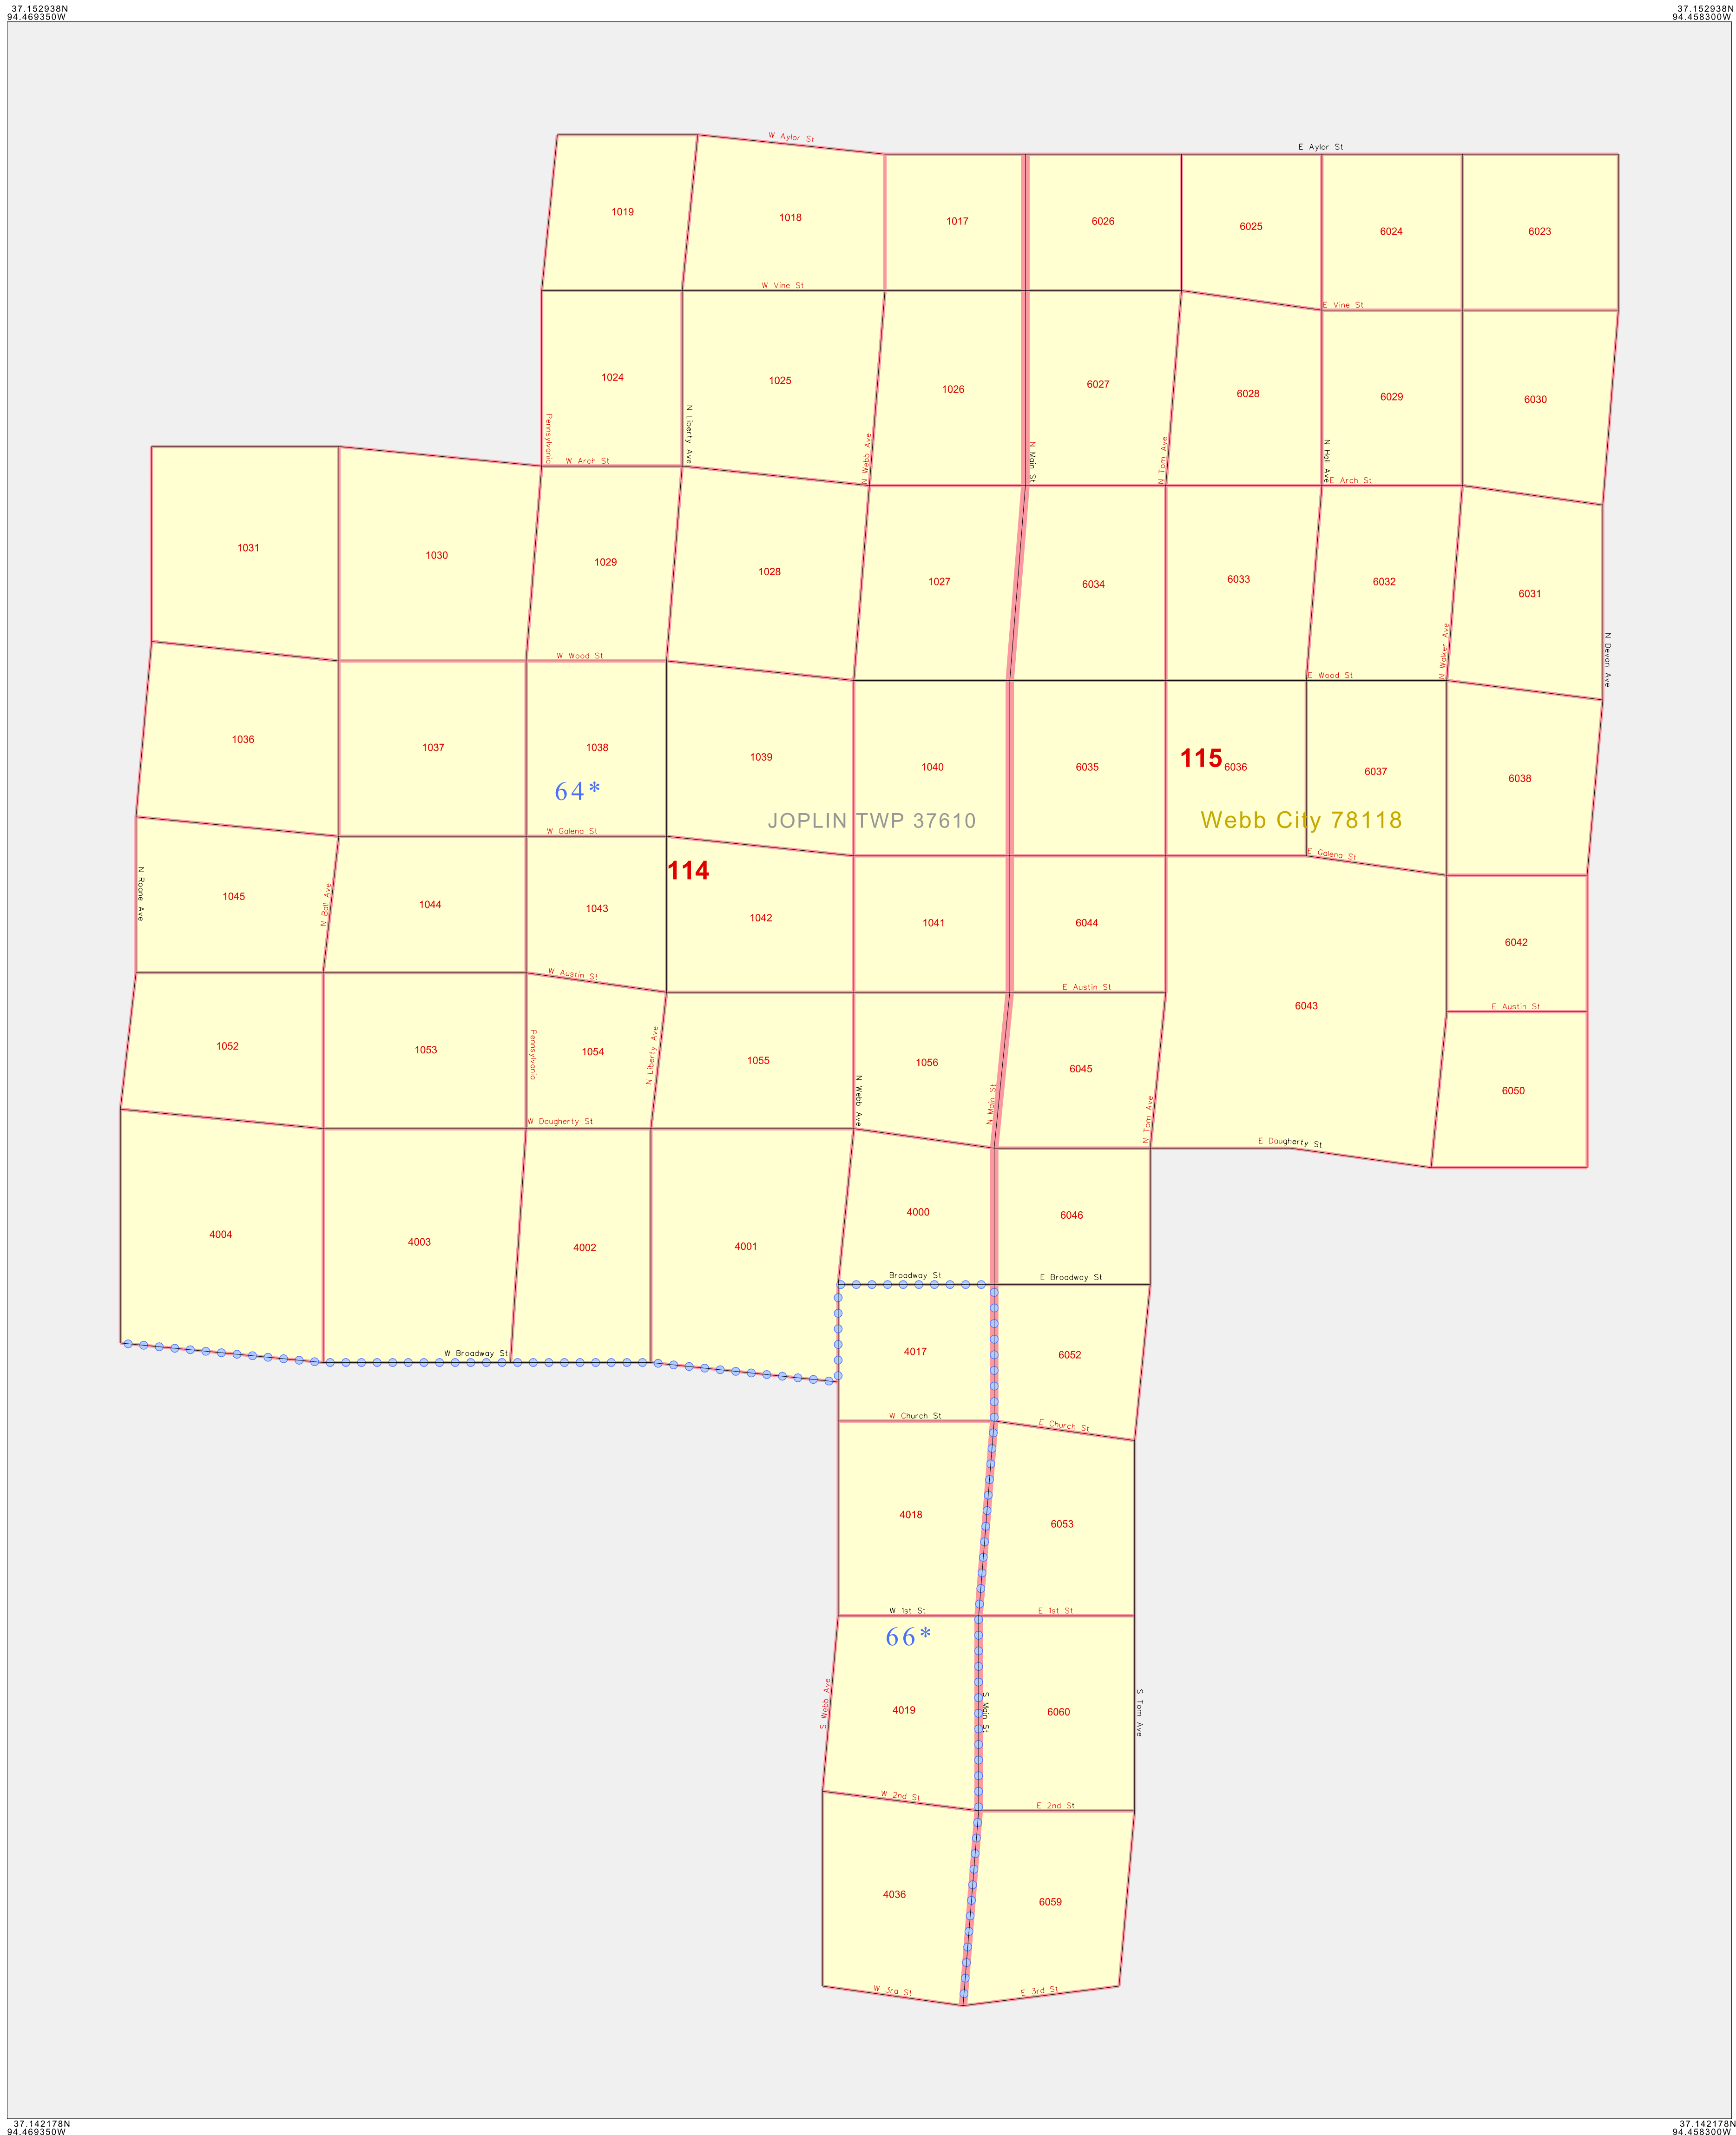 37.152938N
94.469350W
37.152938N
94.458300W
W Aylor St
E Aylor St
1019
1018
1017
6026
6025
6024
6023
W Vine St
E Vine St
1024
1025
1026
6027
6028
6029
6030
Pennsylvania
N Liberty Ave
N Webb Ave
N Main St
N Tom Ave
N Hall Ave
W Arch St
E Arch St
1031
1030
1029
1028
1027
6034
6033
6032
6031
N Walker Ave
N Devon Ave
W Wood St
E Wood St
1036
1037
1038
1039
1040
6035
115
6036
6037
6038
64*
JOPLIN TWP 37610
Webb City 78118
W Galena St
E Galena St
114
N Roane Ave
1045
N Ball Ave
1044
1043
1042
1041
6044
6042
W Austin St
E Austin St
6043
E Austin St
1052
1053
Pennsylvania
1054
N Liberty Ave
1055
N Webb Ave
1056
N Main St
6045
N Tom Ave
6050
W Daugherty St
E Daugherty St
4004
4003
4002
4001
4000
6046
Broadway St
E Broadway St
W Broadway St
4017
6052
W Church St
E Church St
4018
6053
W 1st St
E 1st St
66*
S Webb Ave
4019
S Main St
6060
S Tom Ave
W 2nd St
E 2nd St
4036
6059
W 3rd St
E 3rd St
37.142178N
94.469350W
37.142178N
94.458300W